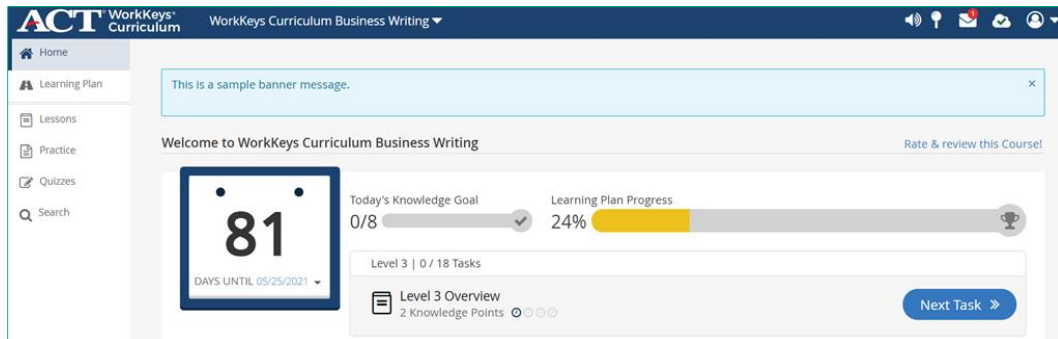 ACT® WorkKeys® Curriculum
WorkKeys Curriculum Business Writing
1
Home
Learning Plan
Lessons
Practice
Quizzes
Search
This is a sample banner message.
×
Welcome to WorkKeys Curriculum Business Writing
Rate & review this Course!
81
DAYS UNTIL 05/25/2021
Today's Knowledge Goal
0/8
Learning Plan Progress
24%
Level 3 | 0 / 18 Tasks
Level 3 Overview
2 Knowledge Points
Next Task »